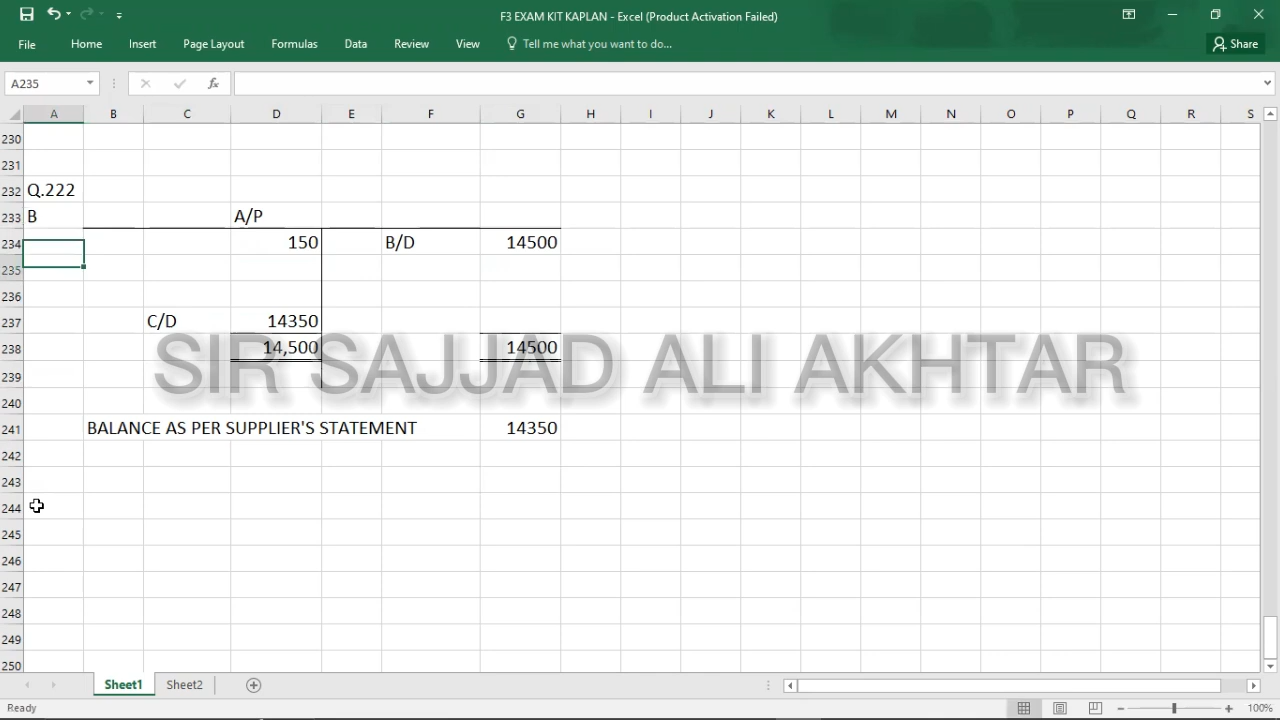 F3 EXAM KIT KAPLAN - Excel (Product Activation Failed)
File Home Insert Page Layout Formulas Data Review View Tell me what you want to do... Share
A235 fx
A B C D E F G H I J K L M N O P Q R S
230
231
232 Q.222
233 B A/P
234 150 B/D 14500
235
236
237 C/D 14350
238 14,500 14500
SIR SAJJAD ALI AKHTAR
239
240
241 BALANCE AS PER SUPPLIER'S STATEMENT 14350
242
243
244
245
246
247
248
249
250
Sheet1 Sheet2
Ready 100%